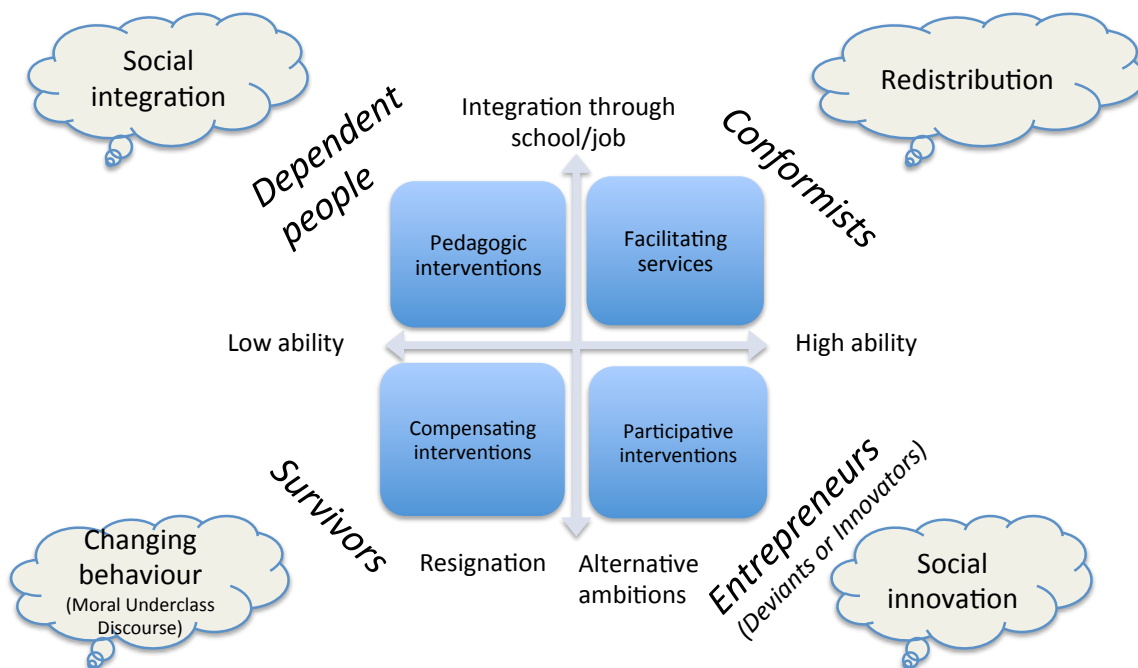 Social
integration
Redistribution
Integration through
school/job
Dependent
people
Conformists
Pedagogic
interventions
Facilitating
services
Low ability
High ability
Compensating
interventions
Participative
interventions
Survivors
Entrepreneurs
(Deviants or Innovators)
Resignation
Alternative
ambitions
Changing
behaviour
(Moral Underclass
Discourse)
Social
innovation